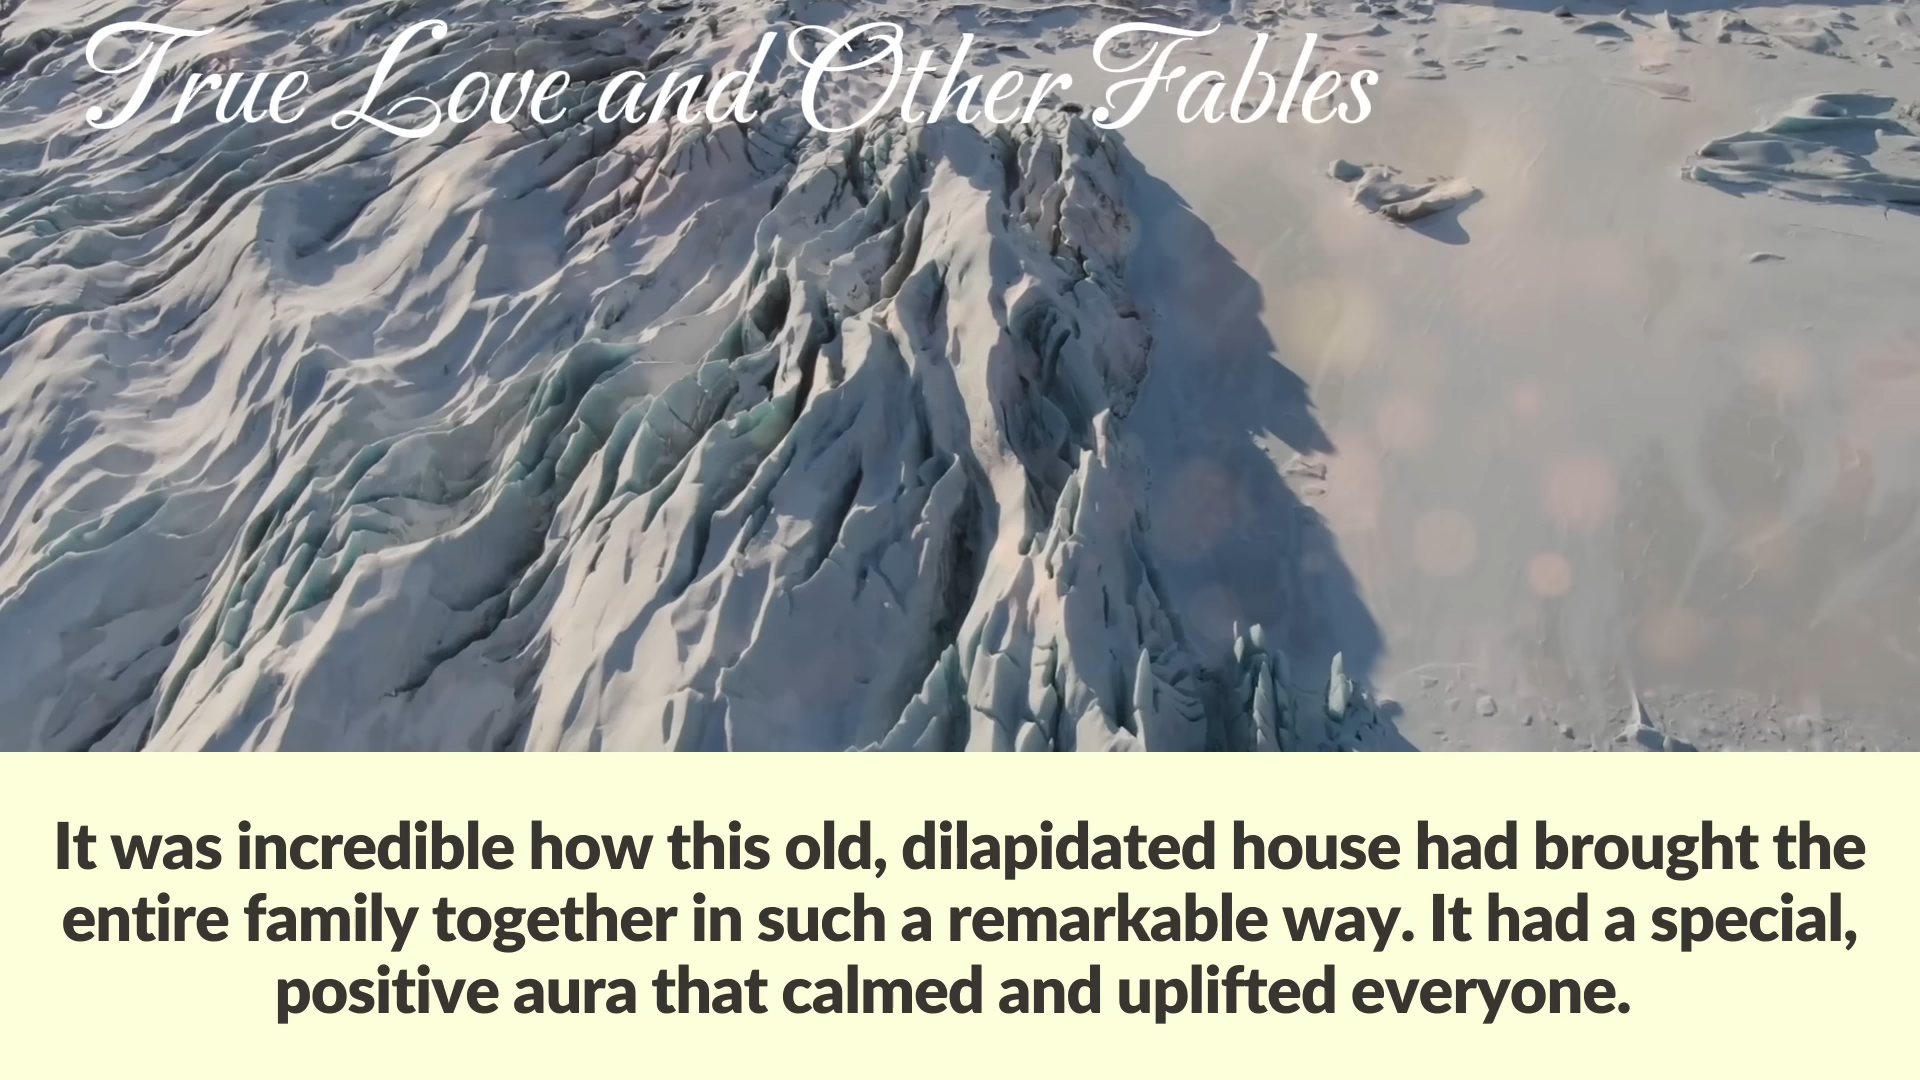 True Love and Other Fables
It was incredible how this old, dilapidated house had brought the
entire family together in such a remarkable way. It had a special,
positive aura that calmed and uplifted everyone.